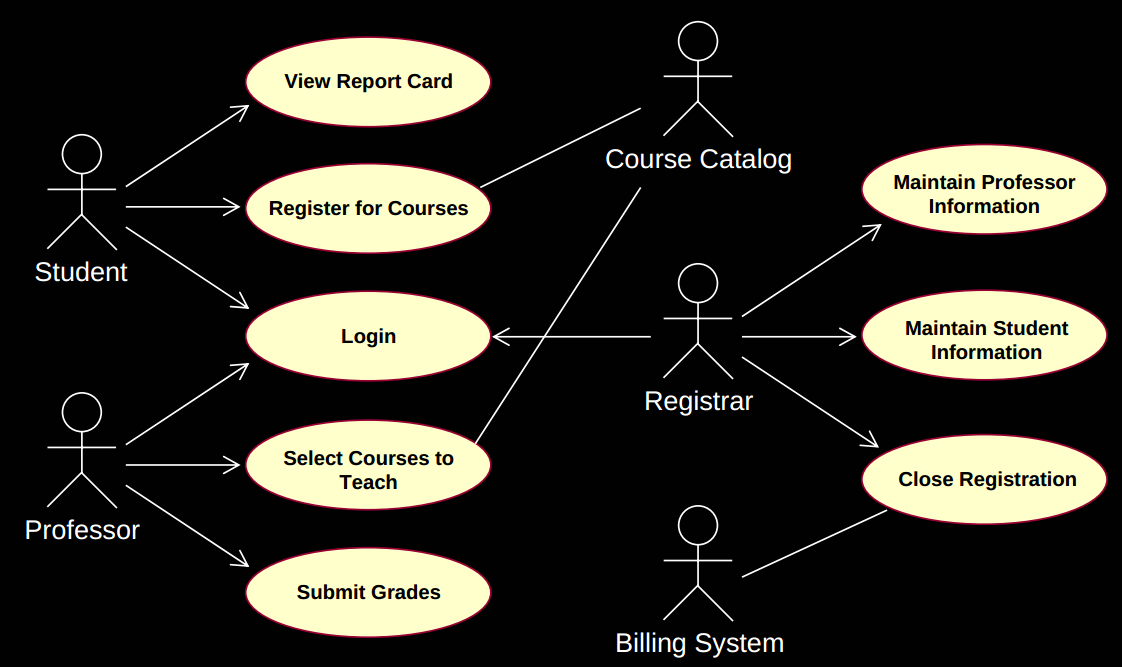 View Report Card
Course Catalog
Maintain Professor
Information
Register for Courses
Student
Login
Maintain Student
Information
Registrar
Select Courses to
Teach
Close Registration
Professor
Submit Grades
Billing System